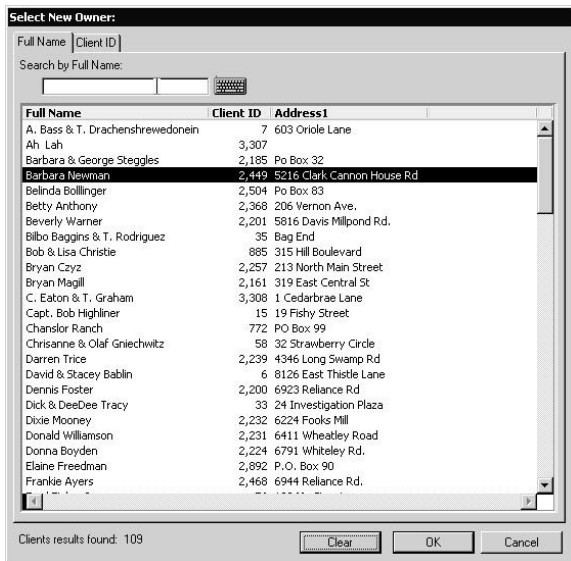 Select New Owner:
Full Name Client ID
Search by Full Name:
Full Name Client ID Address1
A. Bass & T. Drachenshrewedonein 7 603 Oriole Lane
Ah Lah 3,307
Barbara & George Steggles 2,185 Po Box 32
Barbara Newman 2,449 5216 Clark Cannon House Rd
Belinda Bolllinger 2,504 Po Box 83
Betty Anthony 2,368 206 Vernon Ave.
Beverly Warner 2,201 5816 Davis Millpond Rd.
Bilbo Baggins & T. Rodriguez 35 Bag End
Bob & Lisa Christie 885 315 Hill Boulevard
Bryan Czyz 2,257 213 North Main Street
Bryan Magill 2,161 319 East Central St
C. Eaton & T. Graham 3,308 1 Cedarbrae Lane
Capt. Bob Highliner 15 19 Fishy Street
Chanslor Ranch 772 PO Box 99
Chrisanne & Olaf Gniechwitz 58 32 Strawberry Circle
Darren Trice 2,239 4346 Long Swamp Rd
David & Stacey Bablin 6 8126 East Thistle Lane
Dennis Foster 2,200 6923 Reliance Rd
Dick & DeeDee Tracy 33 24 Investigation Plaza
Dixie Mooney 2,232 6224 Fooks Mill
Donald Williamson 2,231 6411 Wheatley Road
Donna Boyden 2,224 6791 Whiteley Rd.
Elaine Freedman 2,892 P.O. Box 90
Frankie Ayers 2,468 6944 Reliance Rd.
Clients results found: 109 Clear OK Cancel